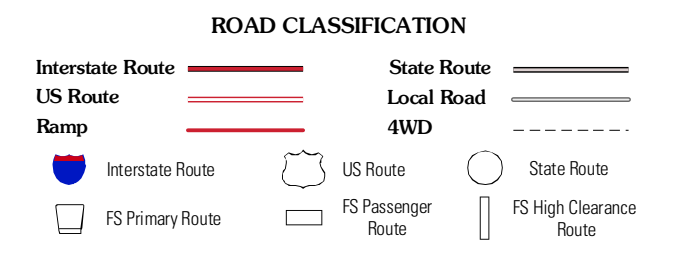 ROAD CLASSIFICATION
Interstate Route
State Route
US Route
Local Road
Ramp
4WD
Interstate Route
US Route
State Route
FS Primary Route
FS Passenger
Route
FS High Clearance
Route